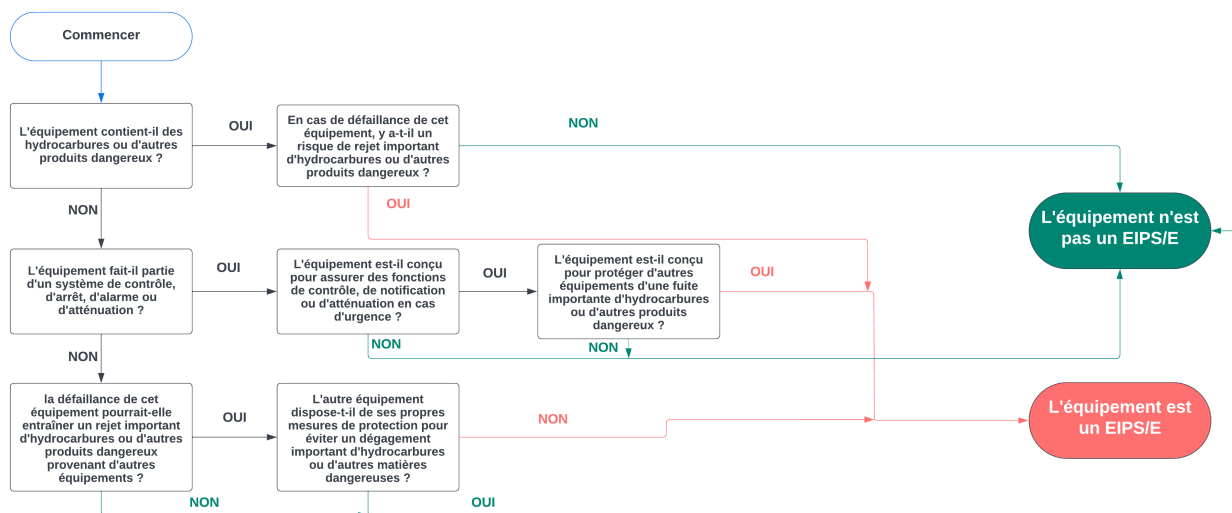 Commencer
L'équipement contient-il des
hydrocarbures ou d'autres
produits dangereux ?
OUI
En cas de défaillance de cet
équipement, y a-t-il un
risque de rejet important
d'hydrocarbures ou d'autres
produits dangereux ?
NON
L'équipement n'est
pas un EIPS/E
NON
OUI
L'équipement fait-il partie
d'un système de contrôle,
d'arrêt, d'alarme ou
d'atténuation ?
OUI
L'équipement est-il conçu
pour assurer des fonctions
de contrôle, de notification
ou d'atténuation en cas
d'urgence ?
OUI
L'équipement est-il conçu
pour protéger d'autres
équipements d'une fuite
importante d'hydrocarbures
ou d'autres produits
dangereux ?
OUI
NON
NON
NON
la défaillance de cet
équipement pourrait-elle
entraîner un rejet important
d'hydrocarbures ou d'autres
produits dangereux
provenant d'autres
équipements ?
OUI
L'autre équipement
dispose-t-il de ses propres
mesures de protection pour
éviter un dégagement
important d'hydrocarbures
ou d'autres matières
dangereuses ?
NON
L'équipement est
un EIPS/E
NON
OUI